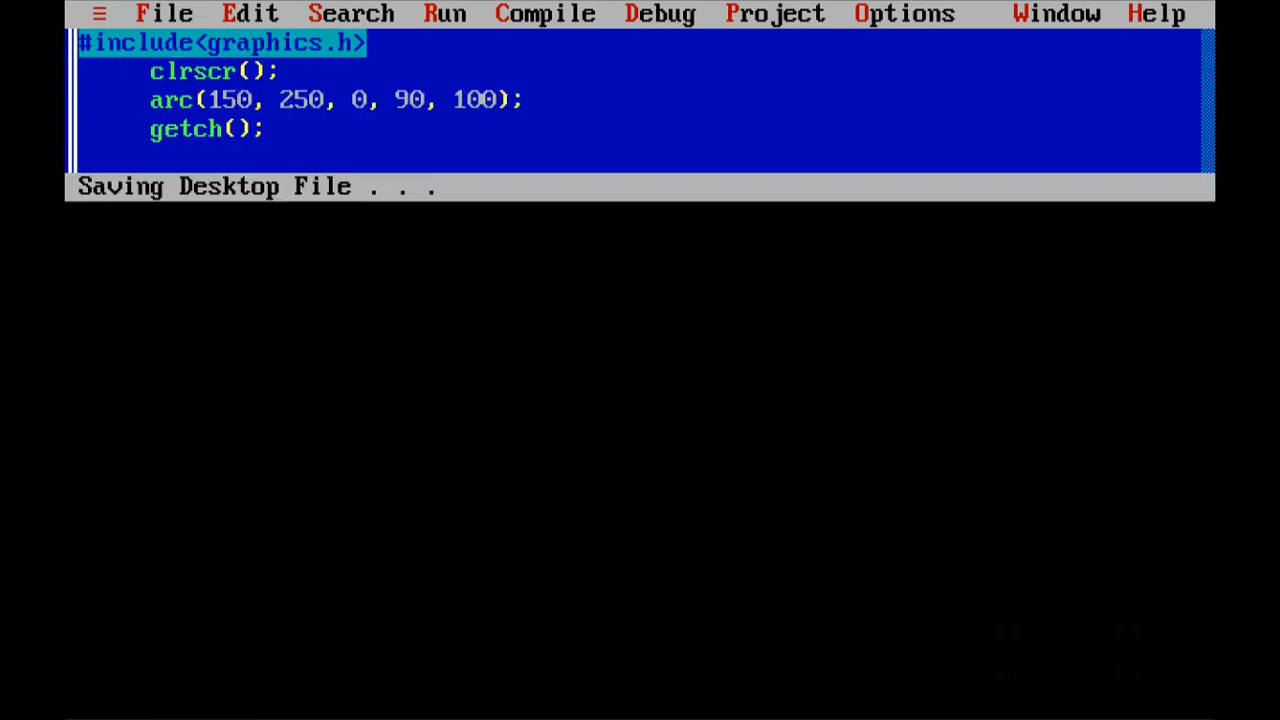 ≡ File Edit Search Run Compile Debug Project Options Window Help
#include<graphics.h>
clrscr();
arc(150, 250, 0, 90, 100);
getch();
Saving Desktop File . . .